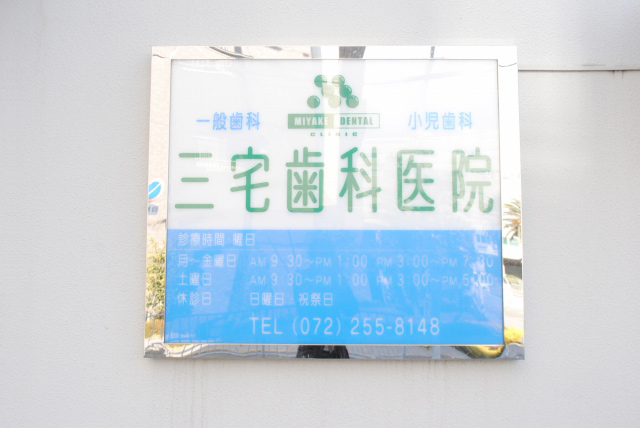 MIYAKE DENTAL
CLINIC
一般歯科 小児歯科
三宅歯科医院
診療時間 曜日
月～金曜日 AM 9:30～PM 1:00 PM 3:00～PM 7:30
土曜日 AM 9:30～PM 1:00 PM 3:00～PM 5:00
休診日 日曜日 祝祭日
TEL (072) 255-8148